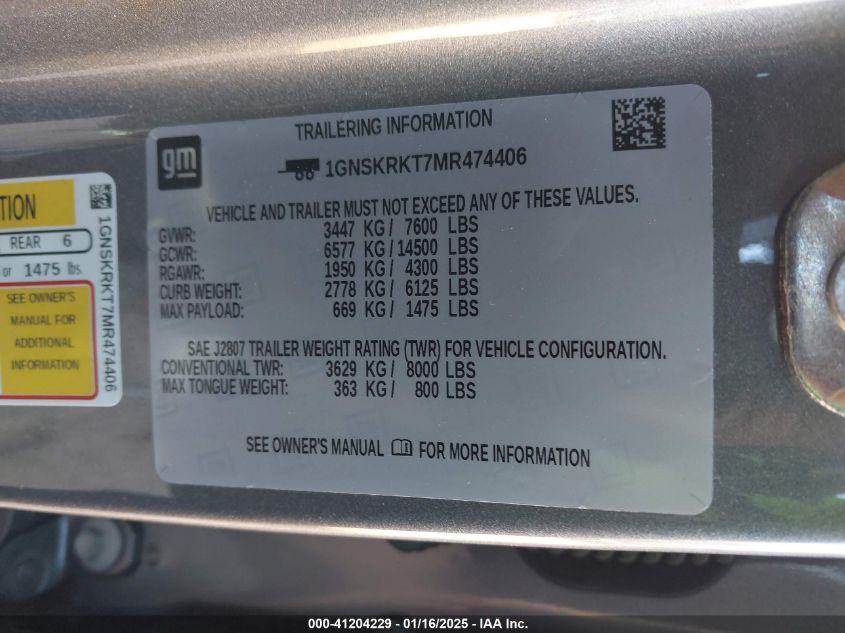 TRAILERING INFORMATION
gm
1GNSKRKT7MR474406
VEHICLE AND TRAILER MUST NOT EXCEED ANY OF THESE VALUES.
GVWR: 3447 KG / 7600 LBS
GCWR: 6577 KG / 14500 LBS
RGAWR: 1950 KG / 4300 LBS
CURB WEIGHT: 2778 KG / 6125 LBS
MAX PAYLOAD: 669 KG / 1475 LBS
SAE J2807 TRAILER WEIGHT RATING (TWR) FOR VEHICLE CONFIGURATION.
CONVENTIONAL TWR: 3629 KG / 8000 LBS
MAX TONGUE WEIGHT: 363 KG / 800 LBS
SEE OWNER'S MANUAL FOR MORE INFORMATION
TION
REAR 6
or 1475 lbs.
SEE OWNER'S
MANUAL FOR
ADDITIONAL
INFORMATION
1GNSKRKT7MR474406
000-41204229 - 01/16/2025 - IAA Inc.